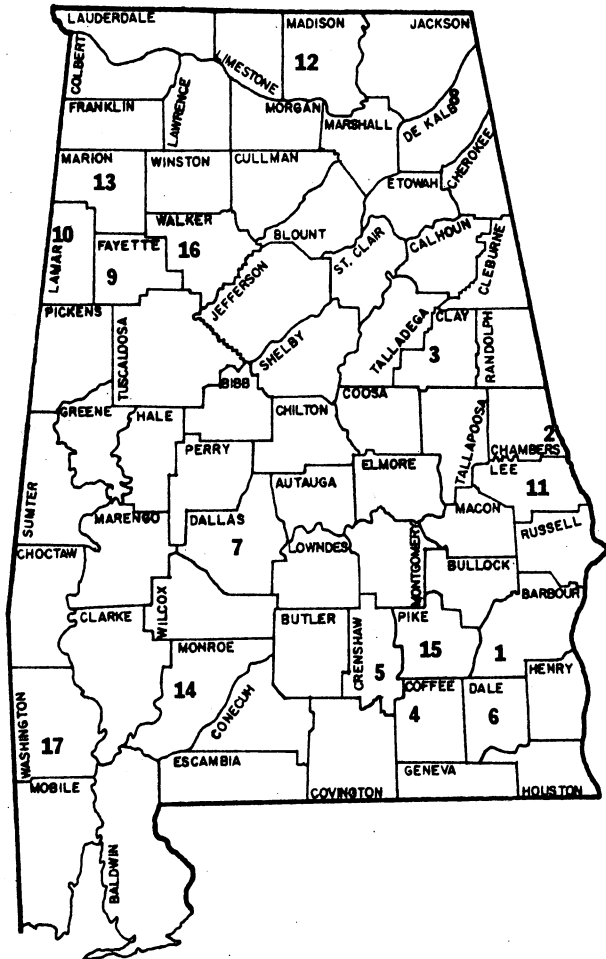 LAUDERDALE
MADISON
JACKSON
COLBERT
LIMESTONE
12
LAWRENCE
FRANKLIN
MORGAN
MARSHALL
DE KALB
MARION
WINSTON
CULLMAN
CHEROKEE
ETOWAH
13
WALKER
BLOUNT
LAMAR
10
FAYETTE
16
ST. CLAIR
CALHOUN
CLEBURNE
9
JEFFERSON
PICKENS
TUSCALOOSA
SHELBY
TALLADEGA
CLAY
3
RANDOLPH
BIBB
COOSA
GREENE
HALE
CHILTON
TALLAPOOSA
2
CHAMBERS
PERRY
ELMORE
LEE
SUMTER
AUTAUGA
11
MARENGO
DALLAS
MACON
RUSSELL
CHOCTAW
7
LOWNDES
MONTGOMERY
BULLOCK
BARBOUR
CLARKE
WILCOX
BUTLER
CRENSHAW
PIKE
MONROE
15
1
HENRY
14
CONECUH
5
COFFEE
DALE
WASHINGTON
4
6
17
ESCAMBIA
GENEVA
MOBILE
COVINGTON
HOUSTON
BALDWIN